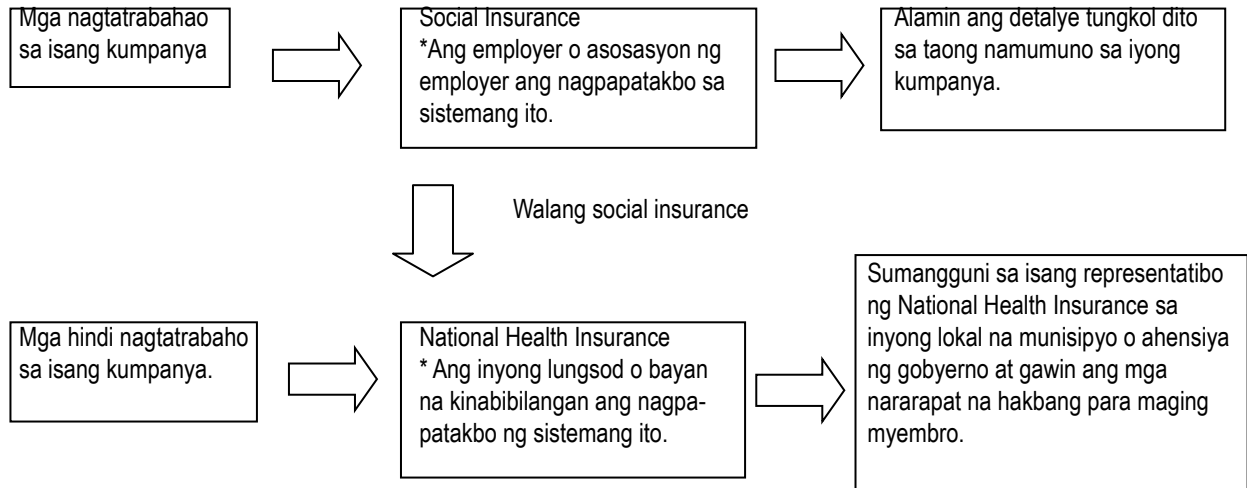 Mga nagtatrabahao
sa isang kumpanya
Social Insurance
*Ang employer o asosasyon ng
employer ang nagpapatakbo sa
sistemang ito.
Alamin ang detalye tungkol dito
sa taong namumuno sa iyong
kumpanya.
Walang social insurance
Mga hindi nagtatrabaho
sa isang kumpanya.
National Health Insurance
* Ang inyong lungsod o bayan
na kinabibilangan ang nagpa-
patakbo ng sistemang ito.
Sumangguni sa isang representatibo
ng National Health Insurance sa
inyong lokal na munisipyo o ahensiya
ng gobyerno at gawin ang mga
nararapat na hakbang para maging
myembro.